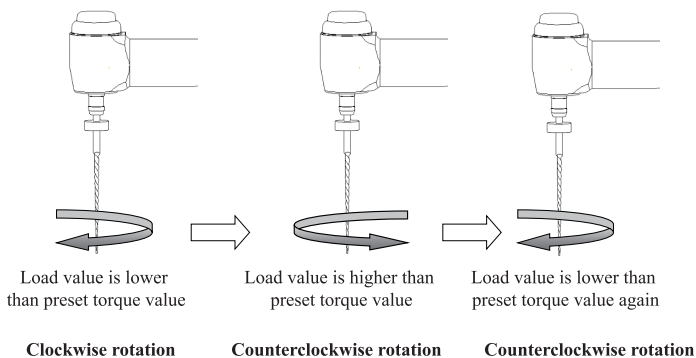 Load value is lower
than preset torque value
Load value is higher than
preset torque value
Load value is lower than
preset torque value again
Clockwise rotation
Counterclockwise rotation
Counterclockwise rotation